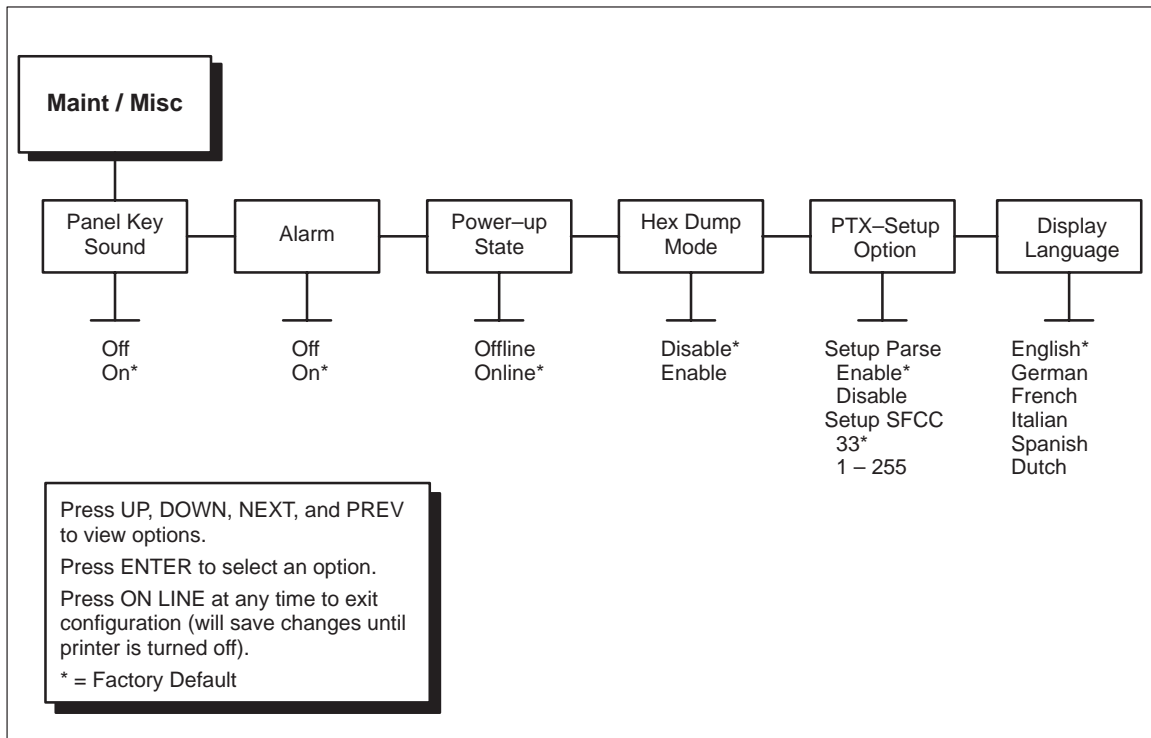 Maint / Misc
Panel Key
Sound
Alarm
Power–up
State
Hex Dump
Mode
PTX–Setup
Option
Display
Language
Off
On*
Off
On*
Offline
Online*
Disable*
Enable
Setup Parse
Enable*
Disable
Setup SFCC
33*
1 – 255
English*
German
French
Italian
Spanish
Dutch
Press UP, DOWN, NEXT, and PREV
to view options.
Press ENTER to select an option.
Press ON LINE at any time to exit
configuration (will save changes until
printer is turned off).
* = Factory Default